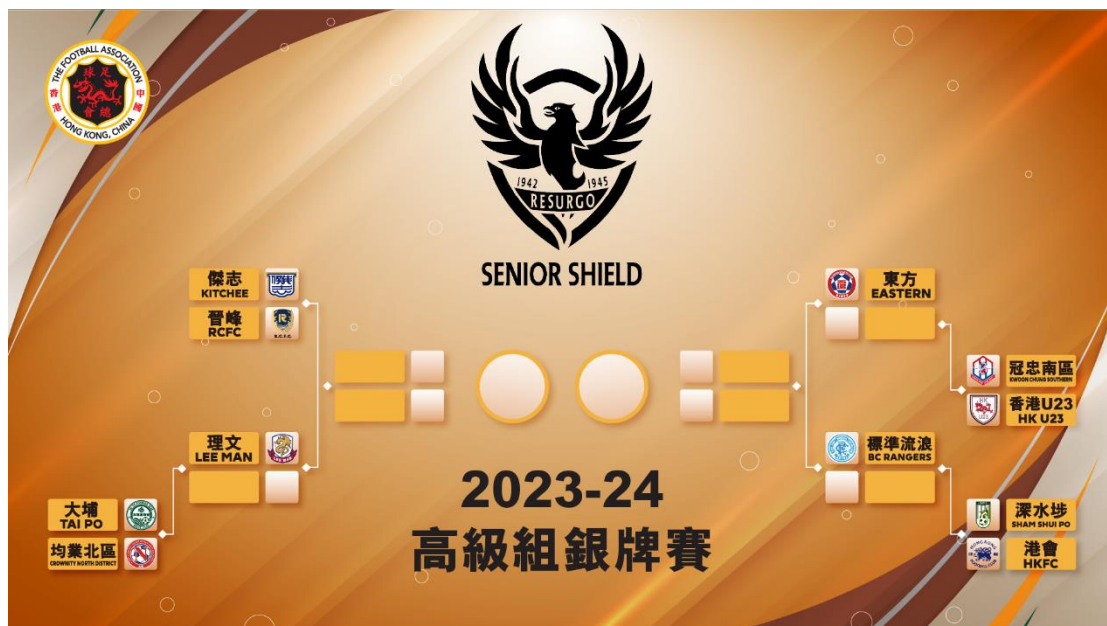 THE FOOTBALL ASSOCIATION
球足
會總
香港
中國
HONG KONG, CHINA
1942 1945
RESURGO
SENIOR SHIELD
傑志
KITCHEE
晉峰
RCFC
R.C.F.C.
理文
LEE MAN
大埔
TAI PO
均業北區
CROWNITY NORTH DISTRICT
東方
EASTERN
冠忠南區
KWOON CHUNG SOUTHERN
香港U23
HK U23
標準流浪
BC RANGERS
深水埗
SHAM SHUI PO
港會
HKFC
2023-24
高級組銀牌賽